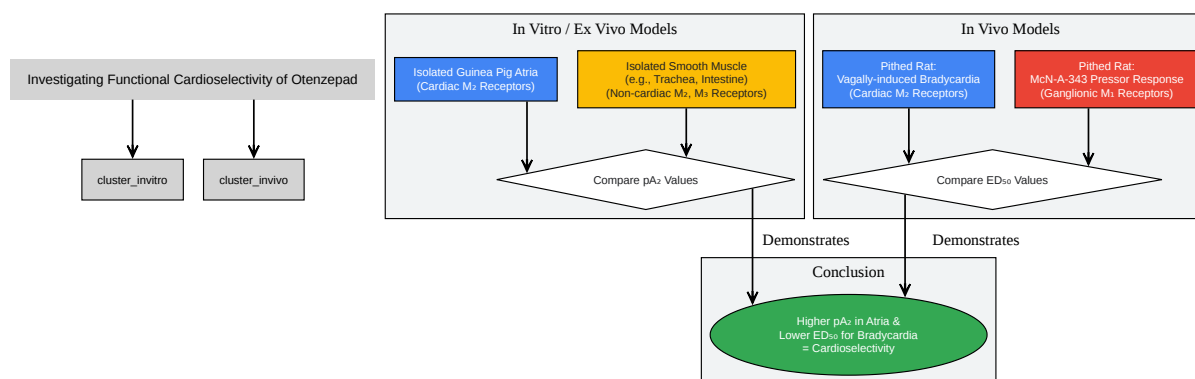 Investigating Functional Cardioselectivity of Otenzepad
cluster_invitro
cluster_invivo
In Vitro / Ex Vivo Models
Isolated Guinea Pig Atria
(Cardiac M₂ Receptors)
Isolated Smooth Muscle
(e.g., Trachea, Intestine)
(Non-cardiac M₂, M₃ Receptors)
Compare pA₂ Values
In Vivo Models
Pithed Rat:
Vagally-induced Bradycardia
(Cardiac M₂ Receptors)
Pithed Rat:
McN-A-343 Pressor Response
(Ganglionic M₁ Receptors)
Compare ED₅₀ Values
Demonstrates
Demonstrates
Conclusion
Higher pA₂ in Atria &
Lower ED₅₀ for Bradycardia
= Cardioselectivity